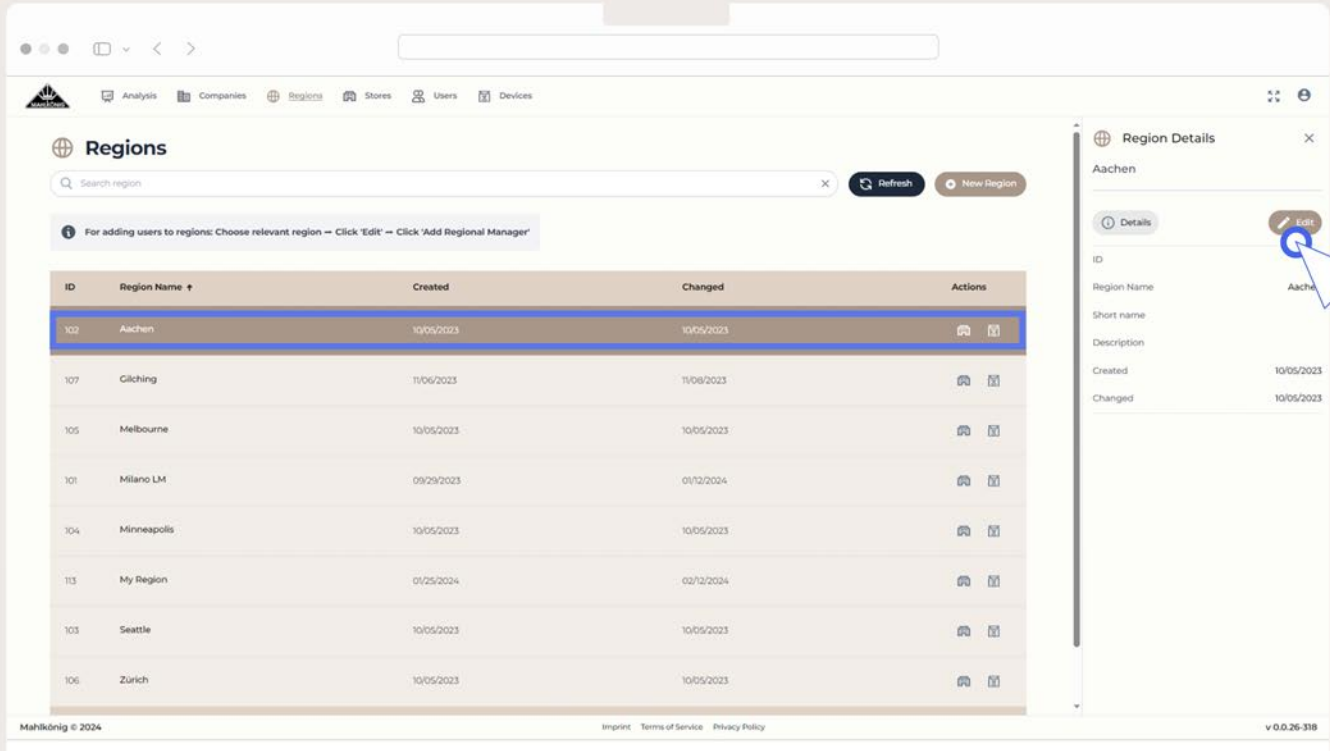 MAHLKÖNIG
Analysis Companies Regions Stores Users Devices
Regions
Search region
Refresh
New Region
For adding users to regions: Choose relevant region → Click 'Edit' → Click 'Add Regional Manager'
ID Region Name ↑ Created Changed Actions
102 Aachen 10/05/2023 10/05/2023
107 Gilching 11/06/2023 11/08/2023
105 Melbourne 10/05/2023 10/05/2023
101 Milano LM 09/29/2023 01/12/2024
104 Minneapolis 10/05/2023 10/05/2023
113 My Region 01/25/2024 02/12/2024
103 Seattle 10/05/2023 10/05/2023
106 Zürich 10/05/2023 10/05/2023
Region Details
Aachen
Details
Edit
ID
Region Name Aachen
Short name
Description
Created 10/05/2023
Changed 10/05/2023
Mahlkönig © 2024
Imprint Terms of Service Privacy Policy
v 0.0.26-318